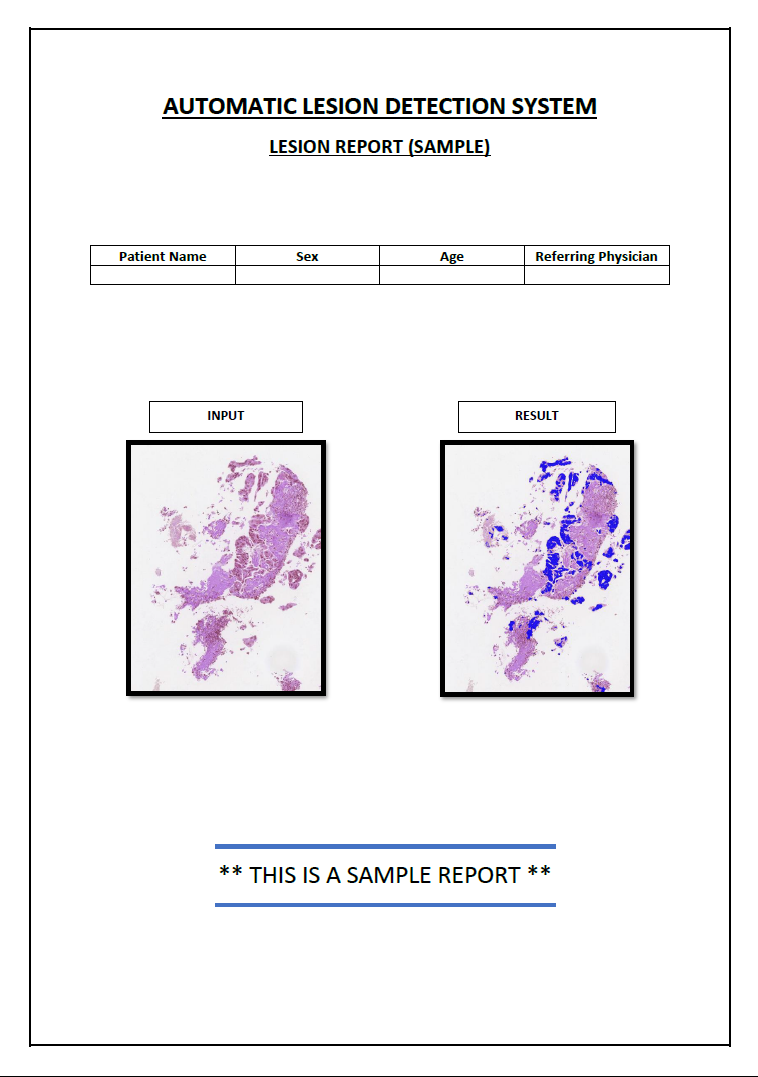 AUTOMATIC LESION DETECTION SYSTEM
LESION REPORT (SAMPLE)
Patient Name Sex Age Referring Physician
INPUT RESULT
** THIS IS A SAMPLE REPORT **